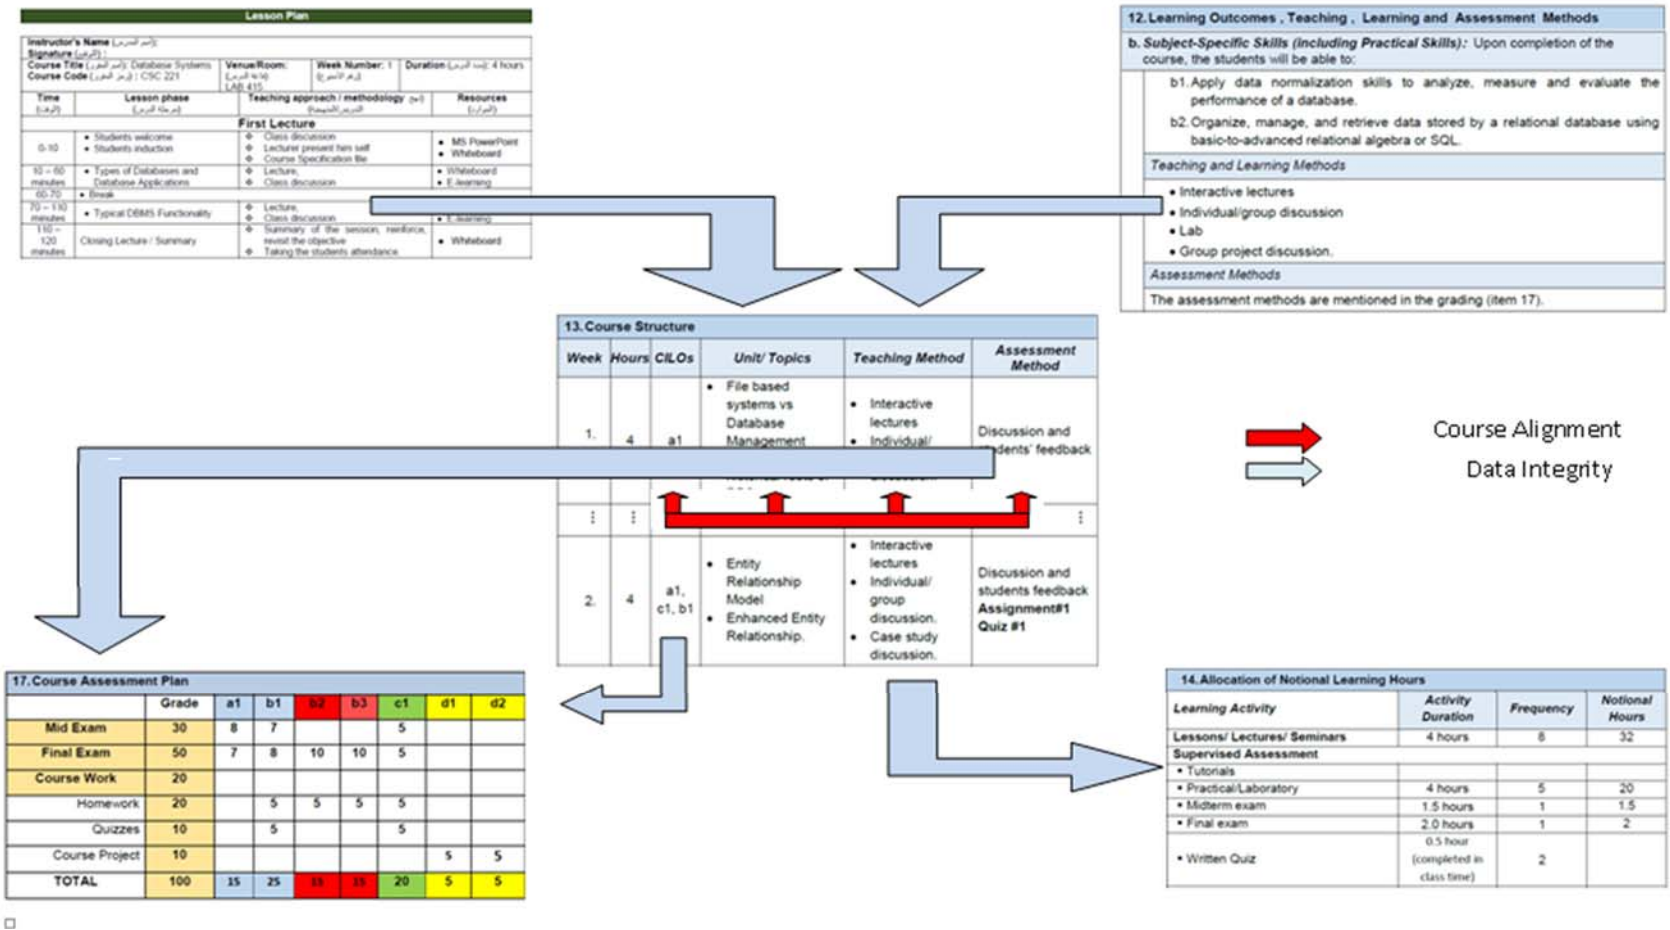 Lesson Plan
Instructor's Name
Signature
Course Title : Database Systems
Course Code : CSC 221
Venue/Room:
LAB 415
Week Number: 1
Duration : 4 hours
Time
Lesson phase
Teaching approach / methodology
Resources
First Lecture
0-10
• Students welcome
• Students induction
❖ Class discussion
❖ Lecturer present him self
❖ Course Specification file
• MS PowerPoint
• Whiteboard
10 – 60
minutes
• Types of Databases and
Database Applications
❖ Lecture,
❖ Class discussion
• Whiteboard
• E-learning
60-70
• Break
minutes
• Typical DBMS Functionality
❖ Lecture,
❖ Class discussion
• E-learning
110 –
120
minutes
Closing Lecture / Summary
❖ Summary of the session, reinforce,
revisit the objective
❖ Taking the students attendance.
• Whiteboard
12. Learning Outcomes , Teaching , Learning and Assessment Methods
b. Subject-Specific Skills (including Practical Skills): Upon completion of the
course, the students will be able to:
b1. Apply data normalization skills to analyze, measure and evaluate the
performance of a database.
b2. Organize, manage, and retrieve data stored by a relational database using
basic-to-advanced relational algebra or SQL.
Teaching and Learning Methods
• Interactive lectures
• Individual/group discussion
• Lab
• Group project discussion.
Assessment Methods
The assessment methods are mentioned in the grading (item 17).
13. Course Structure
Week
Hours
CILOs
Unit/ Topics
Teaching Method
Assessment
Method
1.
4
a1
• File based
systems vs
Database
Management
• Interactive
lectures
• Individual/
Discussion and
students' feedback
⋮
⋮
⋮
2.
4
a1,
c1, b1
• Entity
Relationship
Model
• Enhanced Entity
Relationship.
• Interactive
lectures
• Individual/
group
discussion.
• Case study
discussion.
Discussion and
students feedback
Assignment#1
Quiz #1
Course Alignment
Data Integrity
17. Course Assessment Plan
Grade a1 b1 b2 b3 c1 d1 d2
Mid Exam 30 8 7 5
Final Exam 50 7 8 10 10 5
Course Work 20
Homework 20 5 5 5 5
Quizzes 10 5 5
Course Project 10 5 5
TOTAL 100 15 25 15 15 20 5 5
14. Allocation of Notional Learning Hours
Learning Activity
Activity
Duration
Frequency
Notional
Hours
Lessons/ Lectures/ Seminars 4 hours 8 32
Supervised Assessment
▪ Tutorials
▪ Practical/Laboratory 4 hours 5 20
▪ Midterm exam 1.5 hours 1 1.5
▪ Final exam 2.0 hours 1 2
▪ Written Quiz
0.5 hour
(completed in
class time)
2